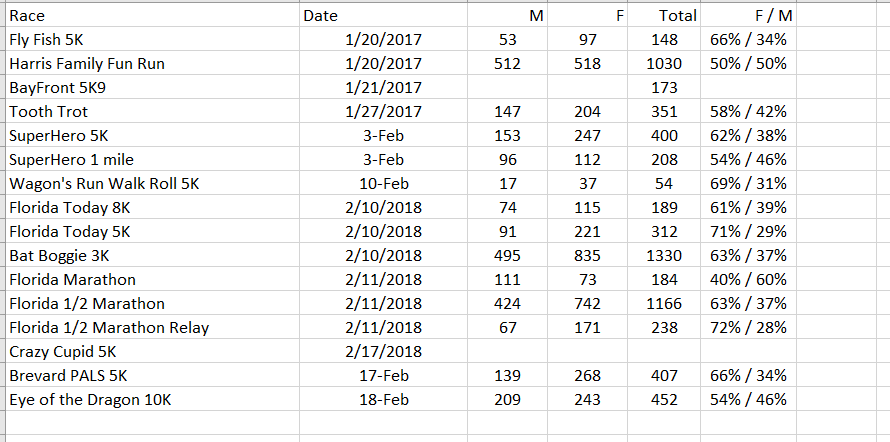 Race Date M F Total F / M
Fly Fish 5K 1/20/2017 53 97 148 66% / 34%
Harris Family Fun Run 1/20/2017 512 518 1030 50% / 50%
BayFront 5K9 1/21/2017 173
Tooth Trot 1/27/2017 147 204 351 58% / 42%
SuperHero 5K 3-Feb 153 247 400 62% / 38%
SuperHero 1 mile 3-Feb 96 112 208 54% / 46%
Wagon's Run Walk Roll 5K 10-Feb 17 37 54 69% / 31%
Florida Today 8K 2/10/2018 74 115 189 61% / 39%
Florida Today 5K 2/10/2018 91 221 312 71% / 29%
Bat Boggie 3K 2/10/2018 495 835 1330 63% / 37%
Florida Marathon 2/11/2018 111 73 184 40% / 60%
Florida 1/2 Marathon 2/11/2018 424 742 1166 63% / 37%
Florida 1/2 Marathon Relay 2/11/2018 67 171 238 72% / 28%
Crazy Cupid 5K 2/17/2018
Brevard PALS 5K 17-Feb 139 268 407 66% / 34%
Eye of the Dragon 10K 18-Feb 209 243 452 54% / 46%